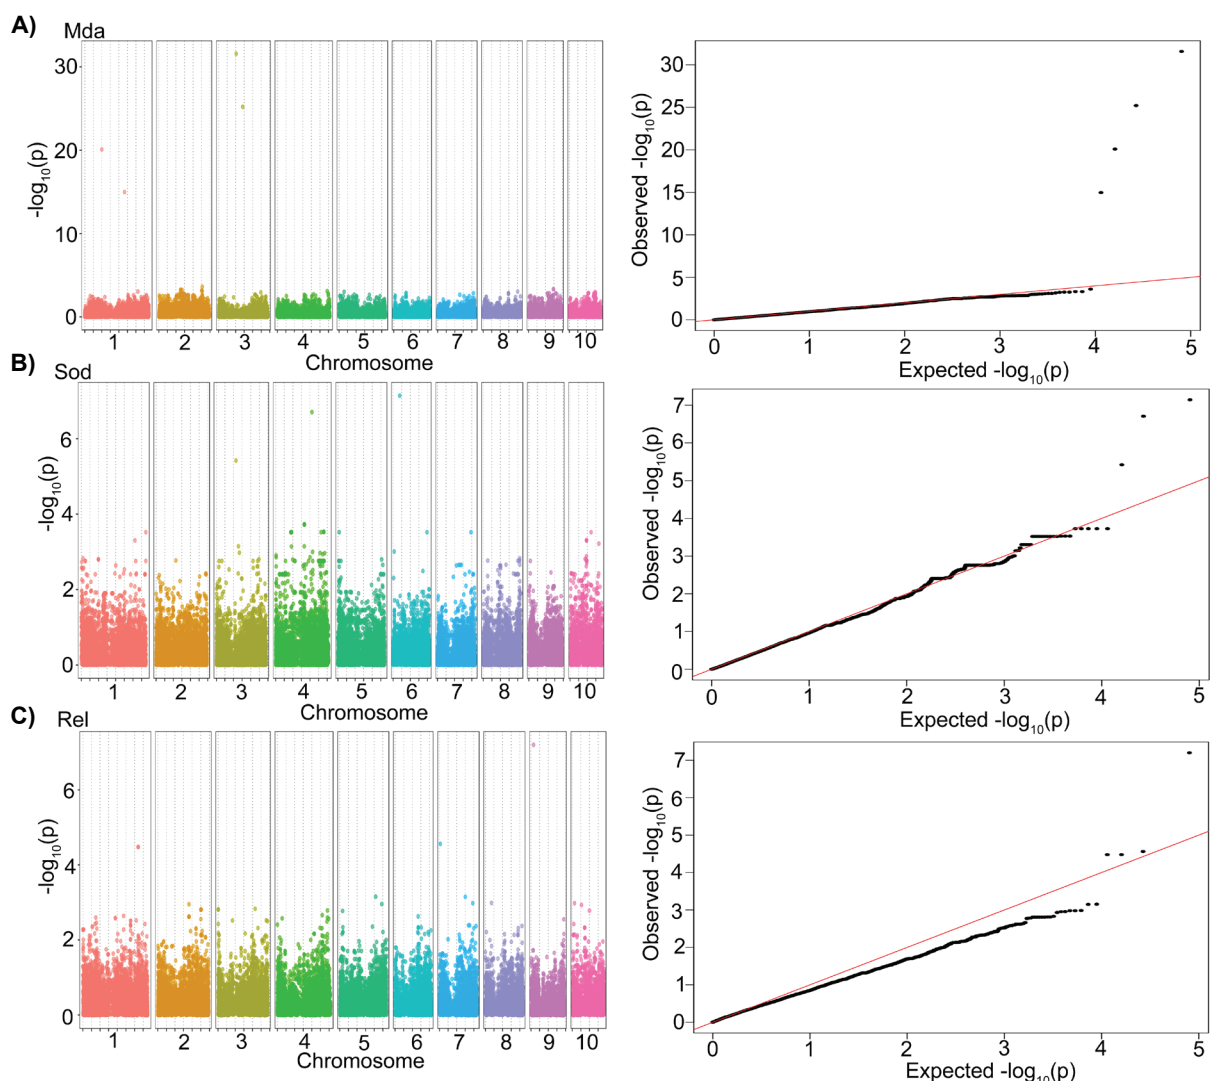 A) Mda
-log10(p)
30
20
10
0
1 2 3 4 5 6 7 8 9 10
Chromosome
Observed -log10(p)
30
25
20
15
10
5
0
0 1 2 3 4 5
Expected -log10(p)
B) Sod
-log10(p)
6
4
2
0
1 2 3 4 5 6 7 8 9 10
Chromosome
Observed -log10(p)
7
6
5
4
3
2
1
0
0 1 2 3 4 5
Expected -log10(p)
C) Rel
-log10(p)
6
4
2
0
1 2 3 4 5 6 7 8 9 10
Chromosome
Observed -log10(p)
7
6
5
4
3
2
1
0
0 1 2 3 4 5
Expected -log10(p)